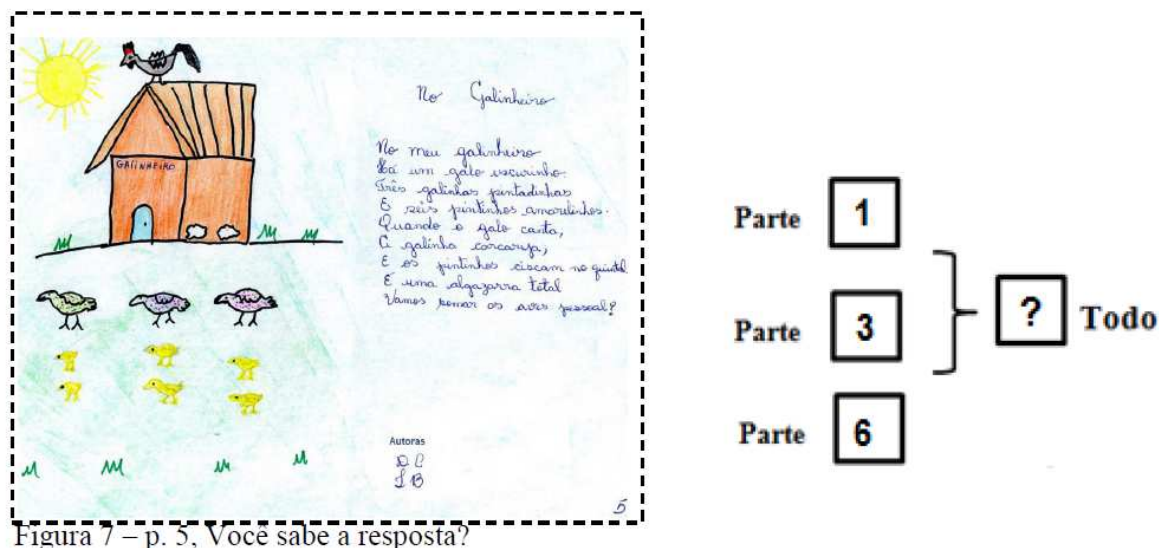 GALINHEIRO
No Galinheiro
No meu galinheiro
Há um galo escurinho.
Três galinhas pintadinhas
E seis pintinhos amarelinhos.
Quando o galo canta,
A galinha cacareja,
E os pintinhos ciscam no quintal
É uma algazarra total
Vamos somar as aves pessoal?
Autoras
5
Figura 7 – p. 5, Você sabe a resposta?
Parte 1
Parte 3
? Todo
Parte 6